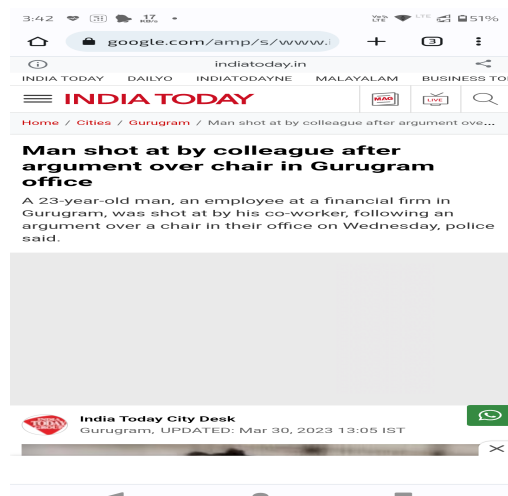 3:42 17 KB/s Vo LTE LTE 51%
google.com/amp/s/www.i 3
indiatoday.in
INDIA TODAY DAILYO INDIATODAYNE MALAYALAM BUSINESS TO
INDIA TODAY MAG LIVE
Home / Cities / Gurugram / Man shot at by colleague after argument ove...
Man shot at by colleague after
argument over chair in Gurugram
office
A 23-year-old man, an employee at a financial firm in
Gurugram, was shot at by his co-worker, following an
argument over a chair in their office on Wednesday, police
said.
India Today City Desk
Gurugram, UPDATED: Mar 30, 2023 13:05 IST